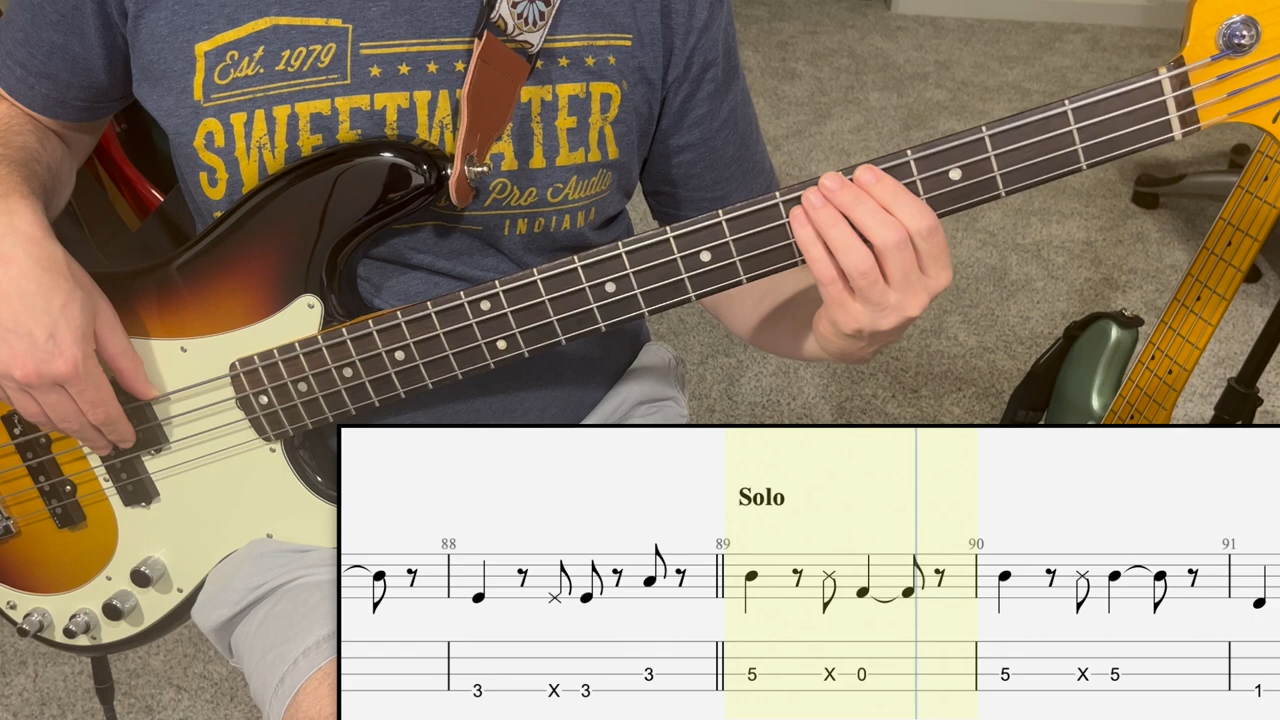 Est. 1979
SWEETWATER
Pro Audio
INDIANA
Solo
88
89
90
91
3 X 3 3
5 X 0
5 X 5
1